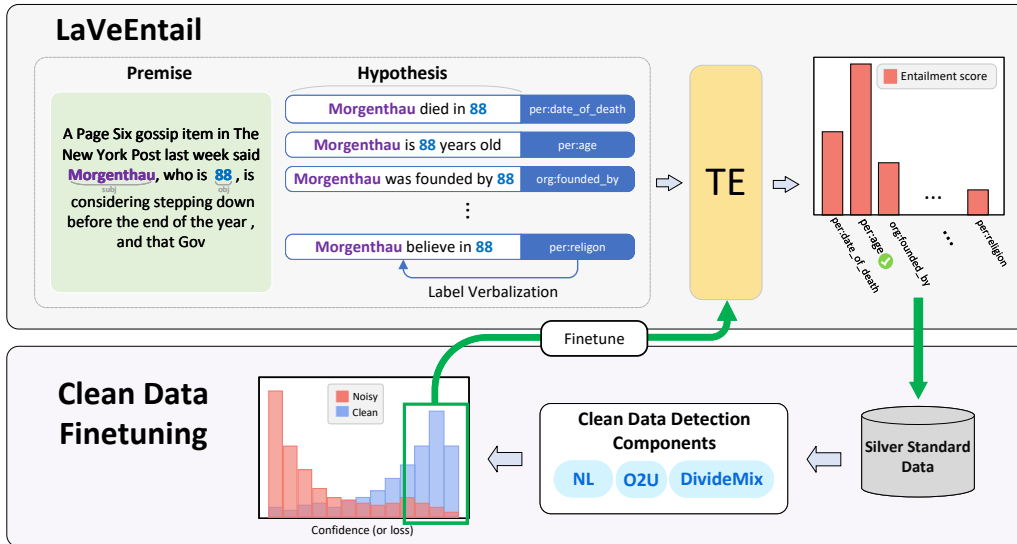 LaVeEntail
Premise
A Page Six gossip item in The
New York Post last week said
Morgenthau, who is 88 , is
subj
obj
considering stepping down
before the end of the year ,
and that Gov
Hypothesis
Morgenthau died in 88 per:date_of_death
Morgenthau is 88 years old per:age
Morgenthau was founded by 88 org:founded_by
⋮
Morgenthau believe in 88 per:religon
Label Verbalization
TE
Entailment score
...
per:date_of_death
per:age
org:founded_by
...
per:religion
Finetune
Clean Data
Finetuning
Noisy
Clean
Confidence (or loss)
Clean Data Detection
Components
NL O2U DivideMix
Silver Standard
Data